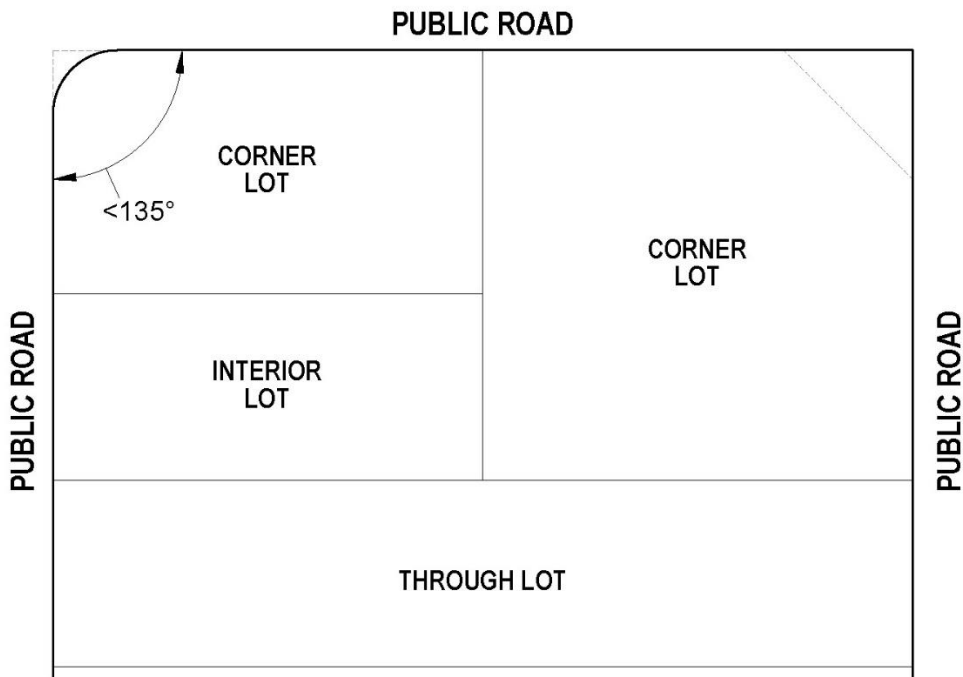 PUBLIC ROAD
CORNER
LOT
<135°
CORNER
LOT
PUBLIC ROAD
INTERIOR
LOT
PUBLIC ROAD
THROUGH LOT